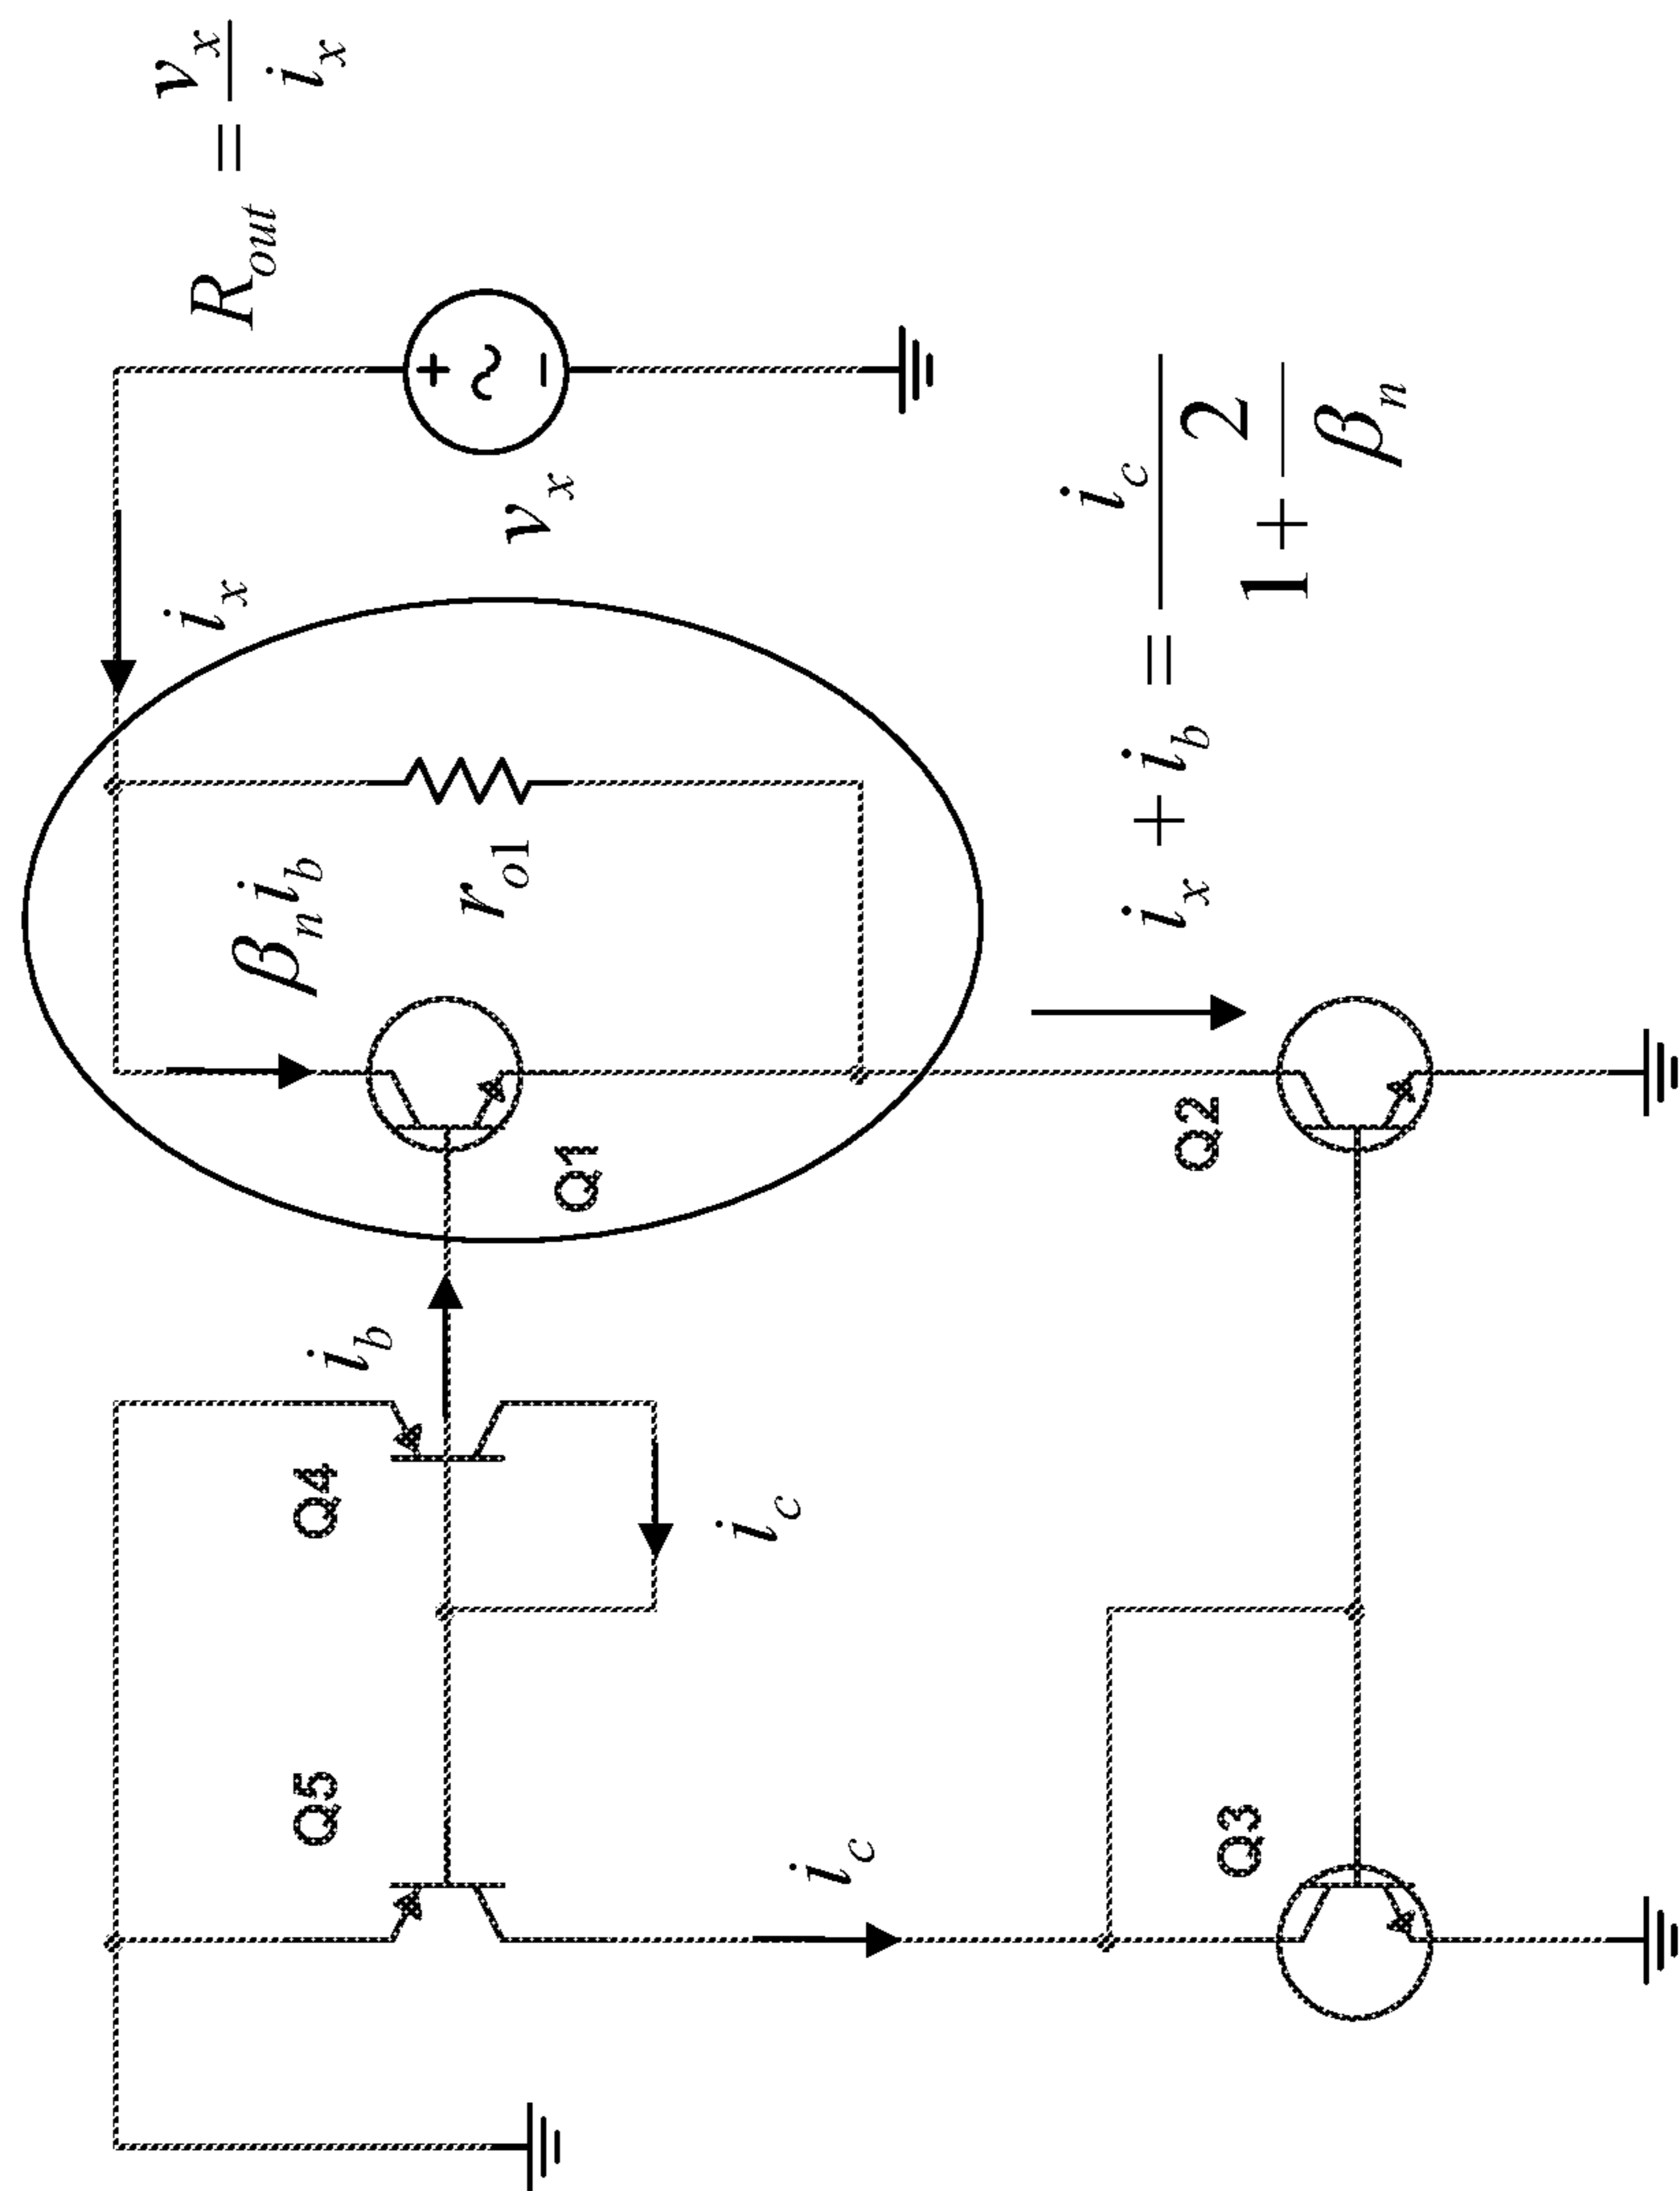 R_out = v_x / i_x
i_x
v_x
β_n i_b
r_o1
Q1
i_b
Q4
Q5
i_c
i_c
i_x + i_b = i_c / (1 + 2 / β_n)
Q2
Q3